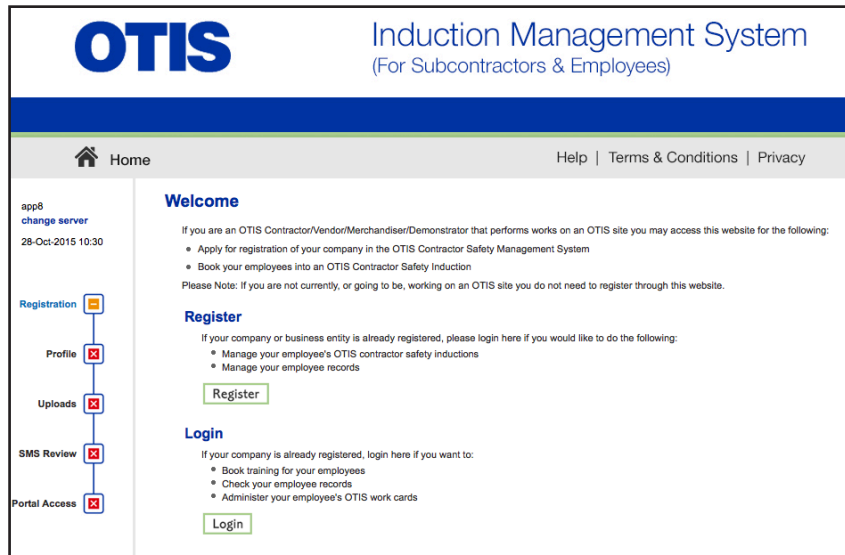 OTIS
Induction Management System
(For Subcontractors & Employees)
Home
Help | Terms & Conditions | Privacy
app8
change server
28-Oct-2015 10:30
Registration
Profile
Uploads
SMS Review
Portal Access
Welcome
If you are an OTIS Contractor/Vendor/Merchandiser/Demonstrator that performs works on an OTIS site you may access this website for the following:
• Apply for registration of your company in the OTIS Contractor Safety Management System
• Book your employees into an OTIS Contractor Safety Induction
Please Note: If you are not currently, or going to be, working on an OTIS site you do not need to register through this website.
Register
If your company or business entity is already registered, please login here if you would like to do the following:
• Manage your employee's OTIS contractor safety inductions
• Manage your employee records
Register
Login
If your company is already registered, login here if you want to:
• Book training for your employees
• Check your employee records
• Administer your employee's OTIS work cards
Login